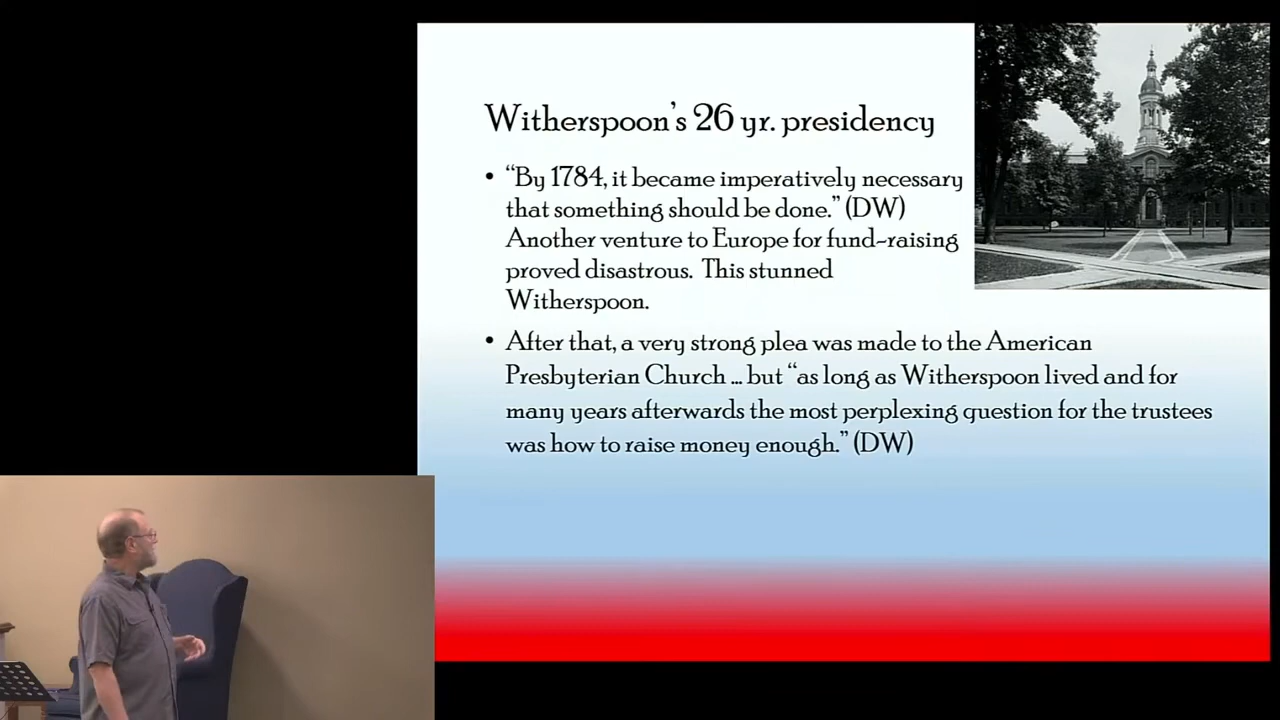 Witherspoon's 26 yr. presidency
• "By 1784, it became imperatively necessary
that something should be done." (DW)
Another venture to Europe for fund-raising
proved disastrous. This stunned
Witherspoon.
• After that, a very strong plea was made to the American
Presbyterian Church ... but "as long as Witherspoon lived and for
many years afterwards the most perplexing question for the trustees
was how to raise money enough." (DW)